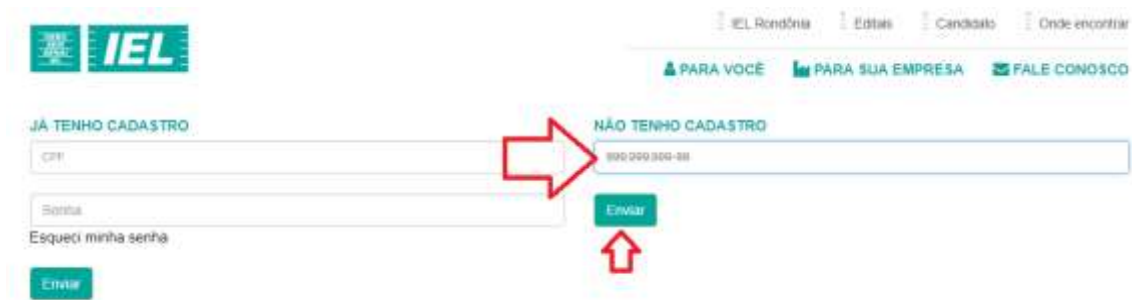 IEL
IEL Rondônia Editais Candidato Onde encontrar
PARA VOCÊ PARA SUA EMPRESA FALE CONOSCO
JÁ TENHO CADASTRO
CPF
Senha
Esqueci minha senha
Enviar
NÃO TENHO CADASTRO
999.999.999-99
Enviar